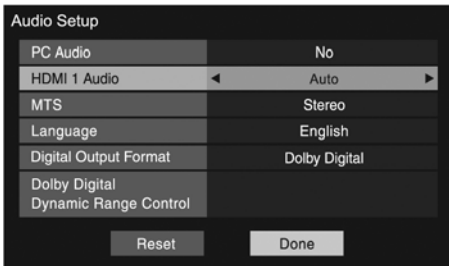 Audio Setup
PC Audio No
HDMI 1 Audio ◀ Auto ▶
MTS Stereo
Language English
Digital Output Format Dolby Digital
Dolby Digital
Dynamic Range Control
Reset Done